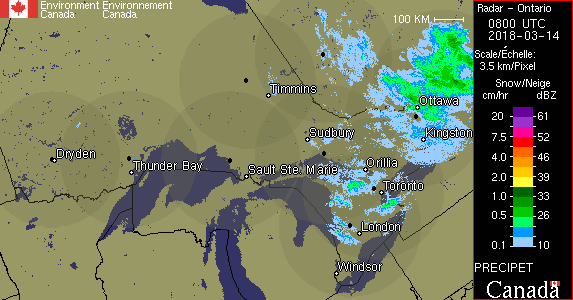 Environment Environnement
Canada Canada
100 KM
Timmins
Ottawa
Sudbury
Kingston
Dryden
Thunder Bay
Sault Ste. Marie
Orillia
Toronto
London
Windsor
Radar - Ontario
0800 UTC
2018-03-14
Scale/Échelle:
3.5 km/Pixel
Snow/Neige
cm/hr dBZ
20 61
7.5 52
4.0 46
2.0 39
1.0 33
0.5 26
0.1 10
PRECIPET
Canada